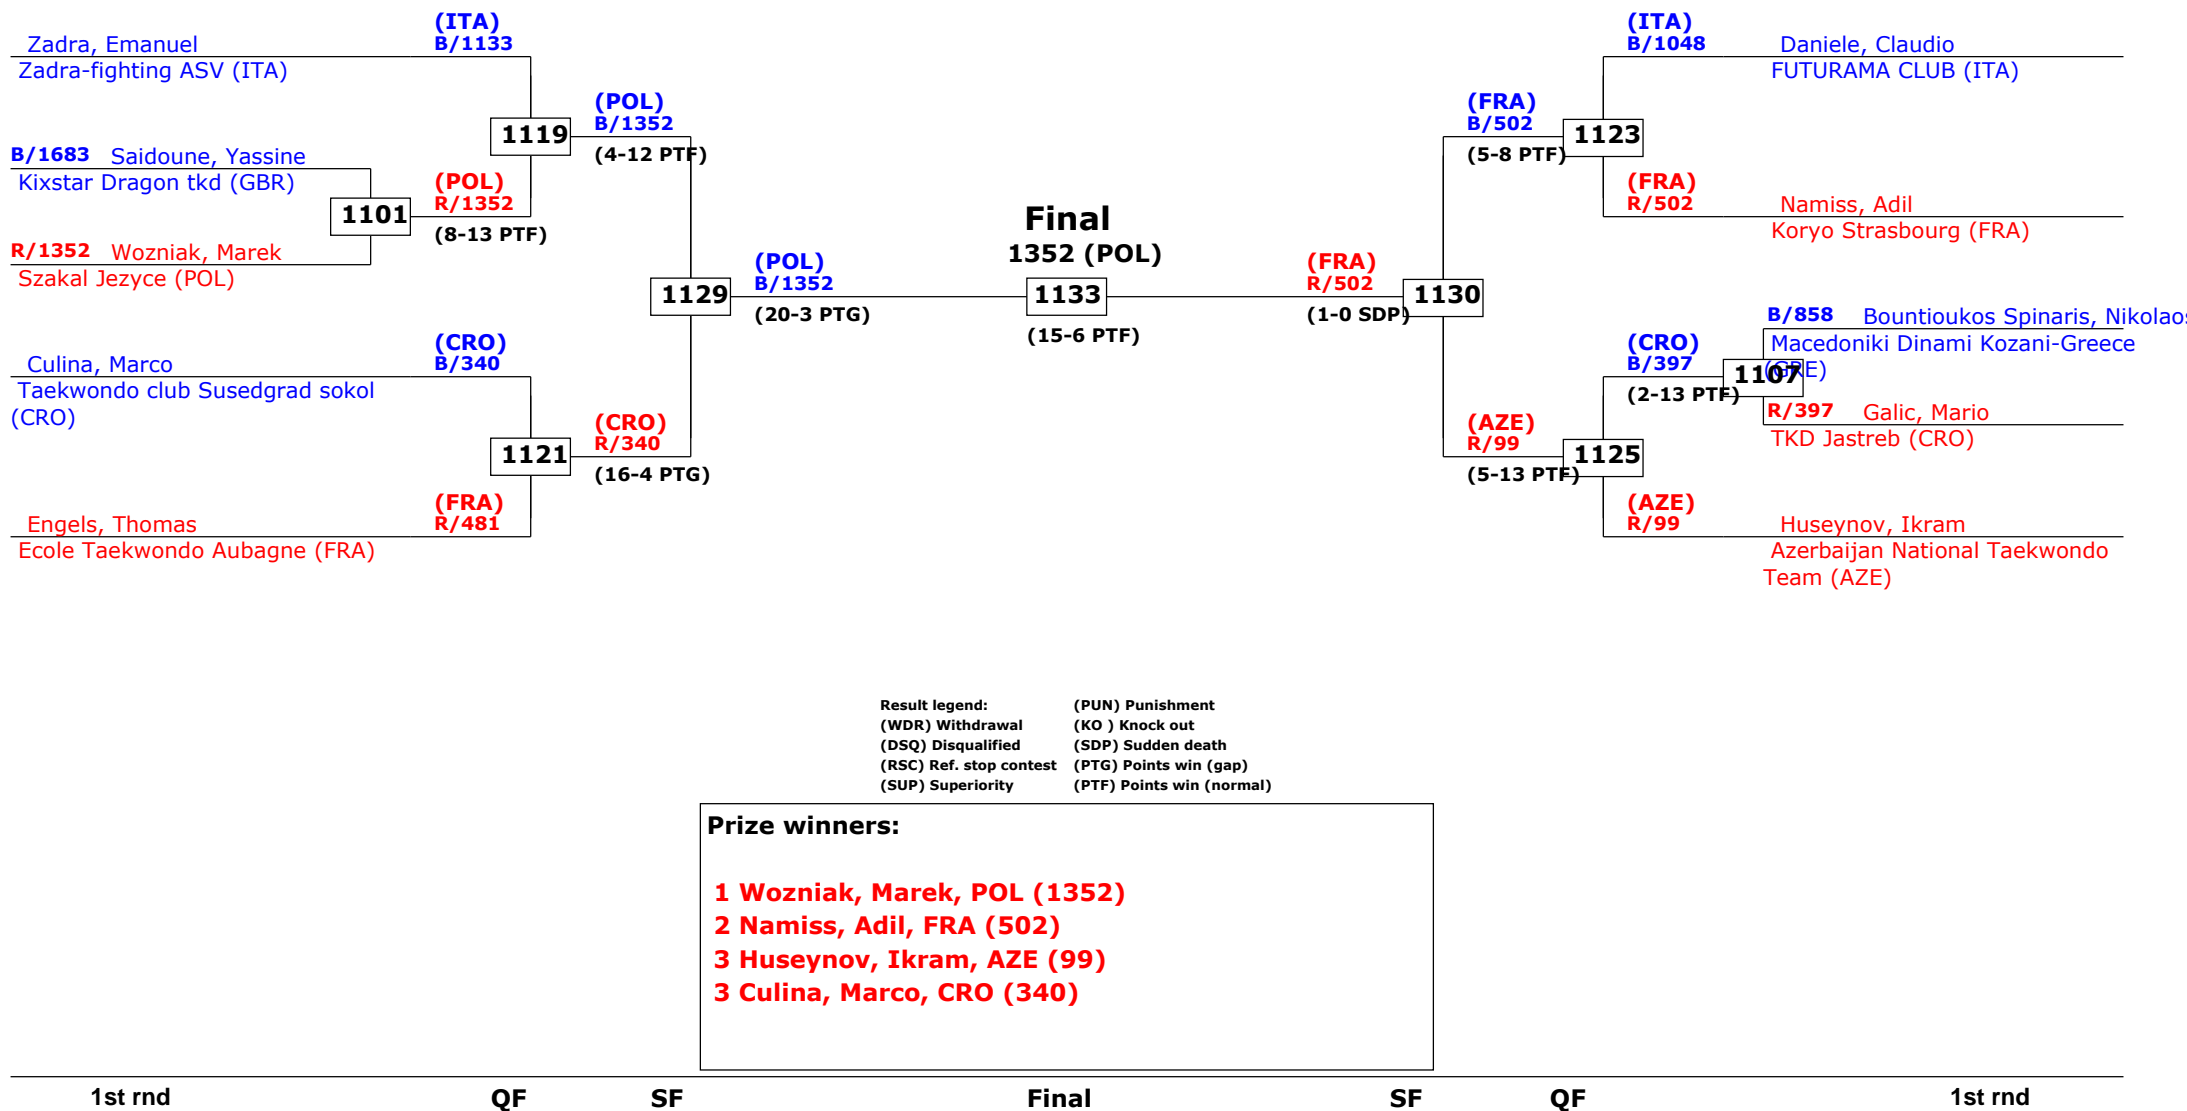 (ITA)
B/1133
Zadra, Emanuel
Zadra-fighting ASV (ITA)
B/1683 Saidoune, Yassine
Kixstar Dragon tkd (GBR)
1101
R/1352 Wozniak, Marek
Szakal Jezyce (POL)
(POL)
R/1352
(8-13 PTF)
1119
(POL)
B/1352
(4-12 PTF)
Culina, Marco
Taekwondo club Susedgrad sokol
(CRO)
(CRO)
B/340
1121
(CRO)
R/340
(16-4 PTG)
Engels, Thomas
Ecole Taekwondo Aubagne (FRA)
(FRA)
R/481
1129
(POL)
B/1352
(20-3 PTG)
Final
1352 (POL)
1133
(15-6 PTF)
(FRA)
R/502
(1-0 SDP)
1130
(FRA)
B/502
(5-8 PTF)
1123
(ITA)
B/1048
Daniele, Claudio
FUTURAMA CLUB (ITA)
(FRA)
R/502
Namiss, Adil
Koryo Strasbourg (FRA)
(AZE)
R/99
(5-13 PTF)
1125
(CRO)
B/397
(2-13 PTF)
1107
B/858 Bountioukos Spinaris, Nikolaos
Macedoniki Dinami Kozani-Greece
(GRE)
R/397 Galic, Mario
TKD Jastreb (CRO)
(AZE)
R/99
Huseynov, Ikram
Azerbaijan National Taekwondo
Team (AZE)
Result legend: (PUN) Punishment
(WDR) Withdrawal (KO ) Knock out
(DSQ) Disqualified (SDP) Sudden death
(RSC) Ref. stop contest (PTG) Points win (gap)
(SUP) Superiority (PTF) Points win (normal)
Prize winners:
1 Wozniak, Marek, POL (1352)
2 Namiss, Adil, FRA (502)
3 Huseynov, Ikram, AZE (99)
3 Culina, Marco, CRO (340)
1st rnd QF SF Final SF QF 1st rnd